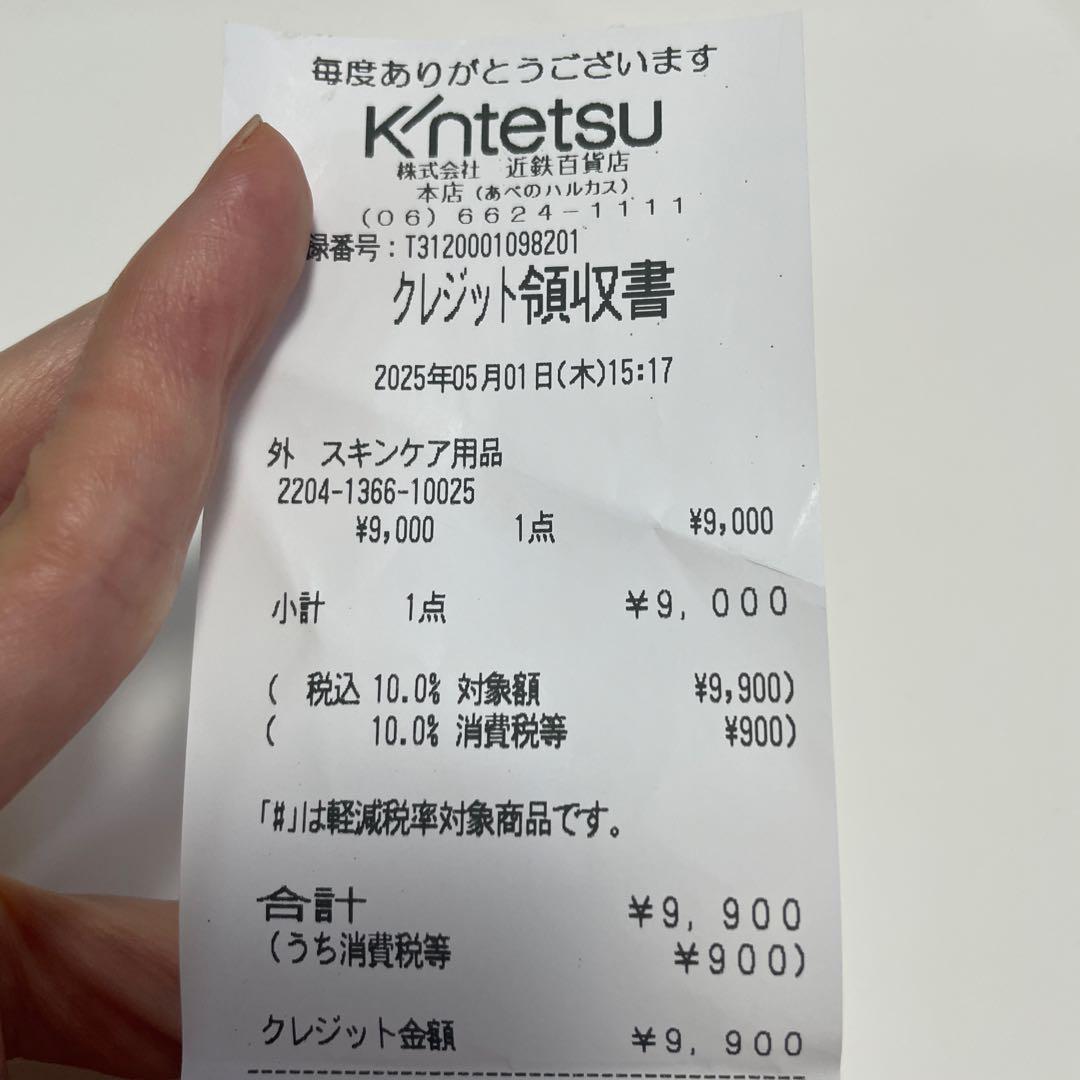 毎度ありがとうございます
Kintetsu
株式会社 近鉄百貨店
本店(あべのハルカス)
(06)6624-1111
録番号:T3120001098201
クレジット領収書
2025年05月01日(木)15:17
外 スキンケア用品
2204-1366-10025
¥9,000 1点 ¥9,000
小計 1点 ¥9,000
( 税込 10.0% 対象額 ¥9,900)
( 10.0% 消費税等 ¥900)
「#」は軽減税率対象商品です。
合計 ¥9,900
(うち消費税等 ¥900)
クレジット金額 ¥9,900